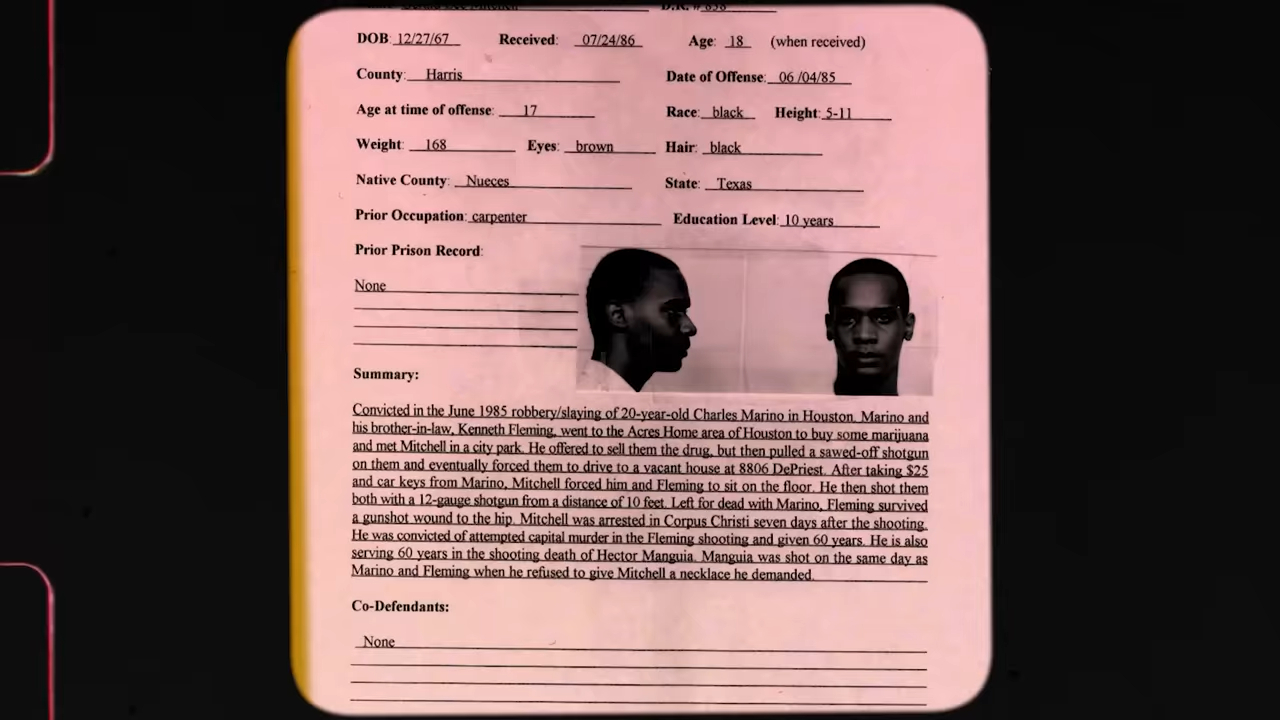 DOB: 12/27/67 Received: 07/24/86 Age: 18 (when received)
County: Harris Date of Offense: 06 /04/85
Age at time of offense: 17 Race: black Height: 5-11
Weight: 168 Eyes: brown Hair: black
Native County: Nueces State: Texas
Prior Occupation: carpenter Education Level: 10 years
Prior Prison Record:
None
Summary:
Convicted in the June 1985 robbery/slaying of 20-year-old Charles Marino in Houston. Marino and
his brother-in-law, Kenneth Fleming, went to the Acres Home area of Houston to buy some marijuana
and met Mitchell in a city park. He offered to sell them the drug, but then pulled a sawed-off shotgun
on them and eventually forced them to drive to a vacant house at 8806 DePriest. After taking $25
and car keys from Marino, Mitchell forced him and Fleming to sit on the floor. He then shot them
both with a 12-gauge shotgun from a distance of 10 feet. Left for dead with Marino, Fleming survived
a gunshot wound to the hip. Mitchell was arrested in Corpus Christi seven days after the shooting.
He was convicted of attempted capital murder in the Fleming shooting and given 60 years. He is also
serving 60 years in the shooting death of Hector Manguia. Manguia was shot on the same day as
Marino and Fleming when he refused to give Mitchell a necklace he demanded.
Co-Defendants:
None